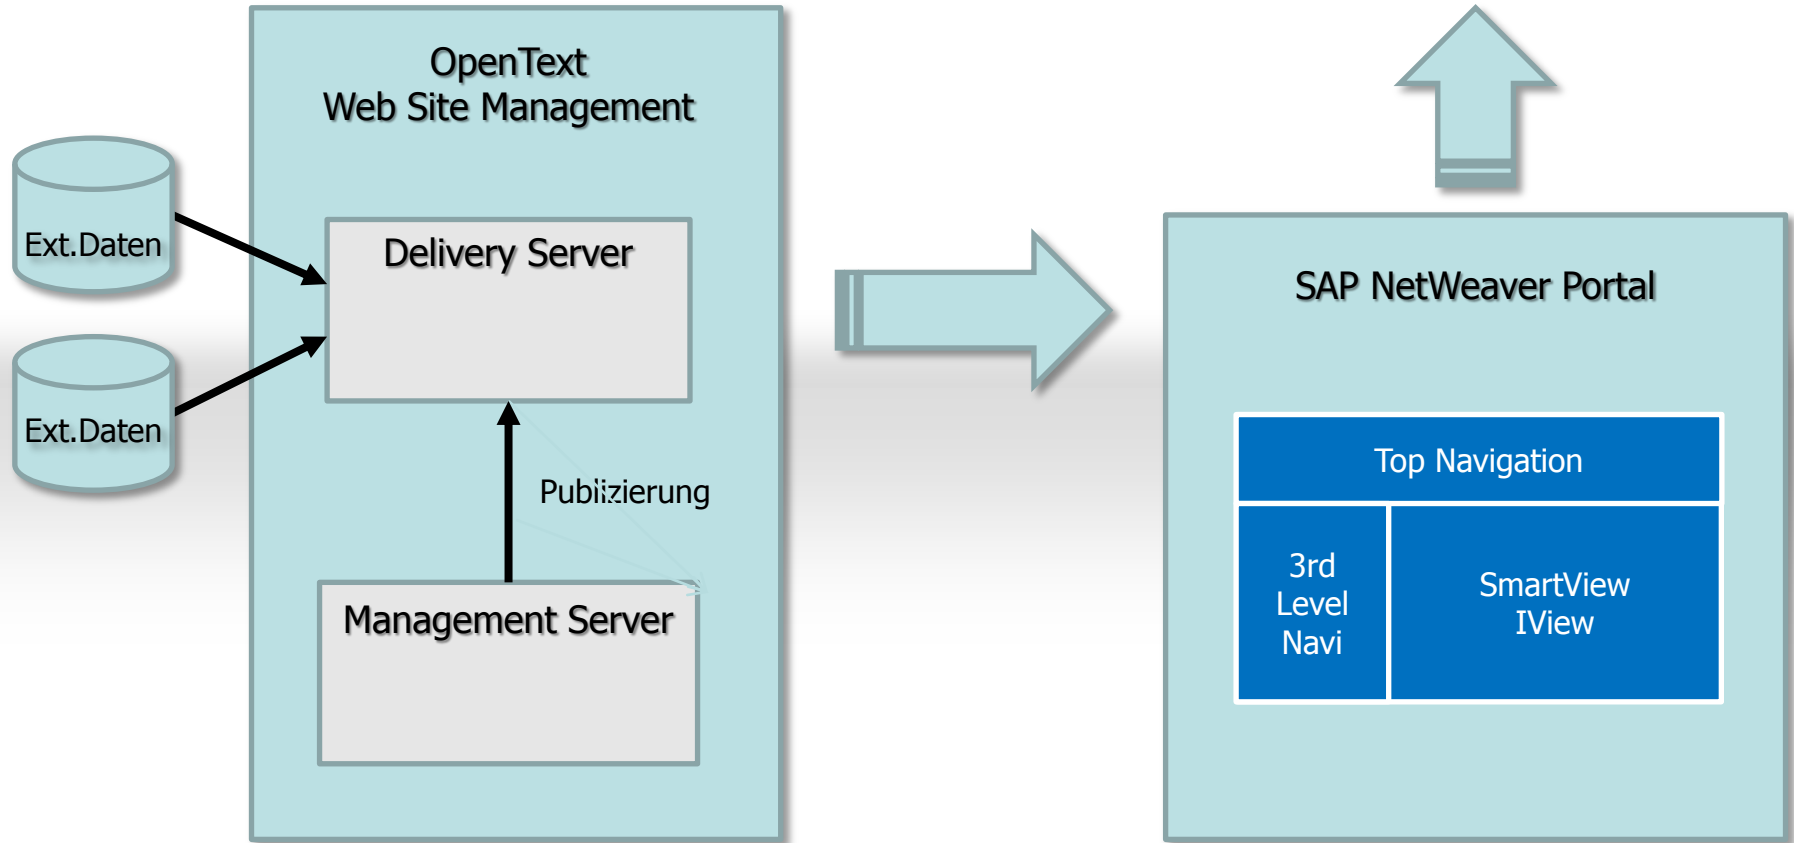 OpenText
Web Site Management
Ext.Daten
Ext.Daten
Delivery Server
Publizierung
Management Server
SAP NetWeaver Portal
Top Navigation
3rd
Level
Navi
SmartView
IView